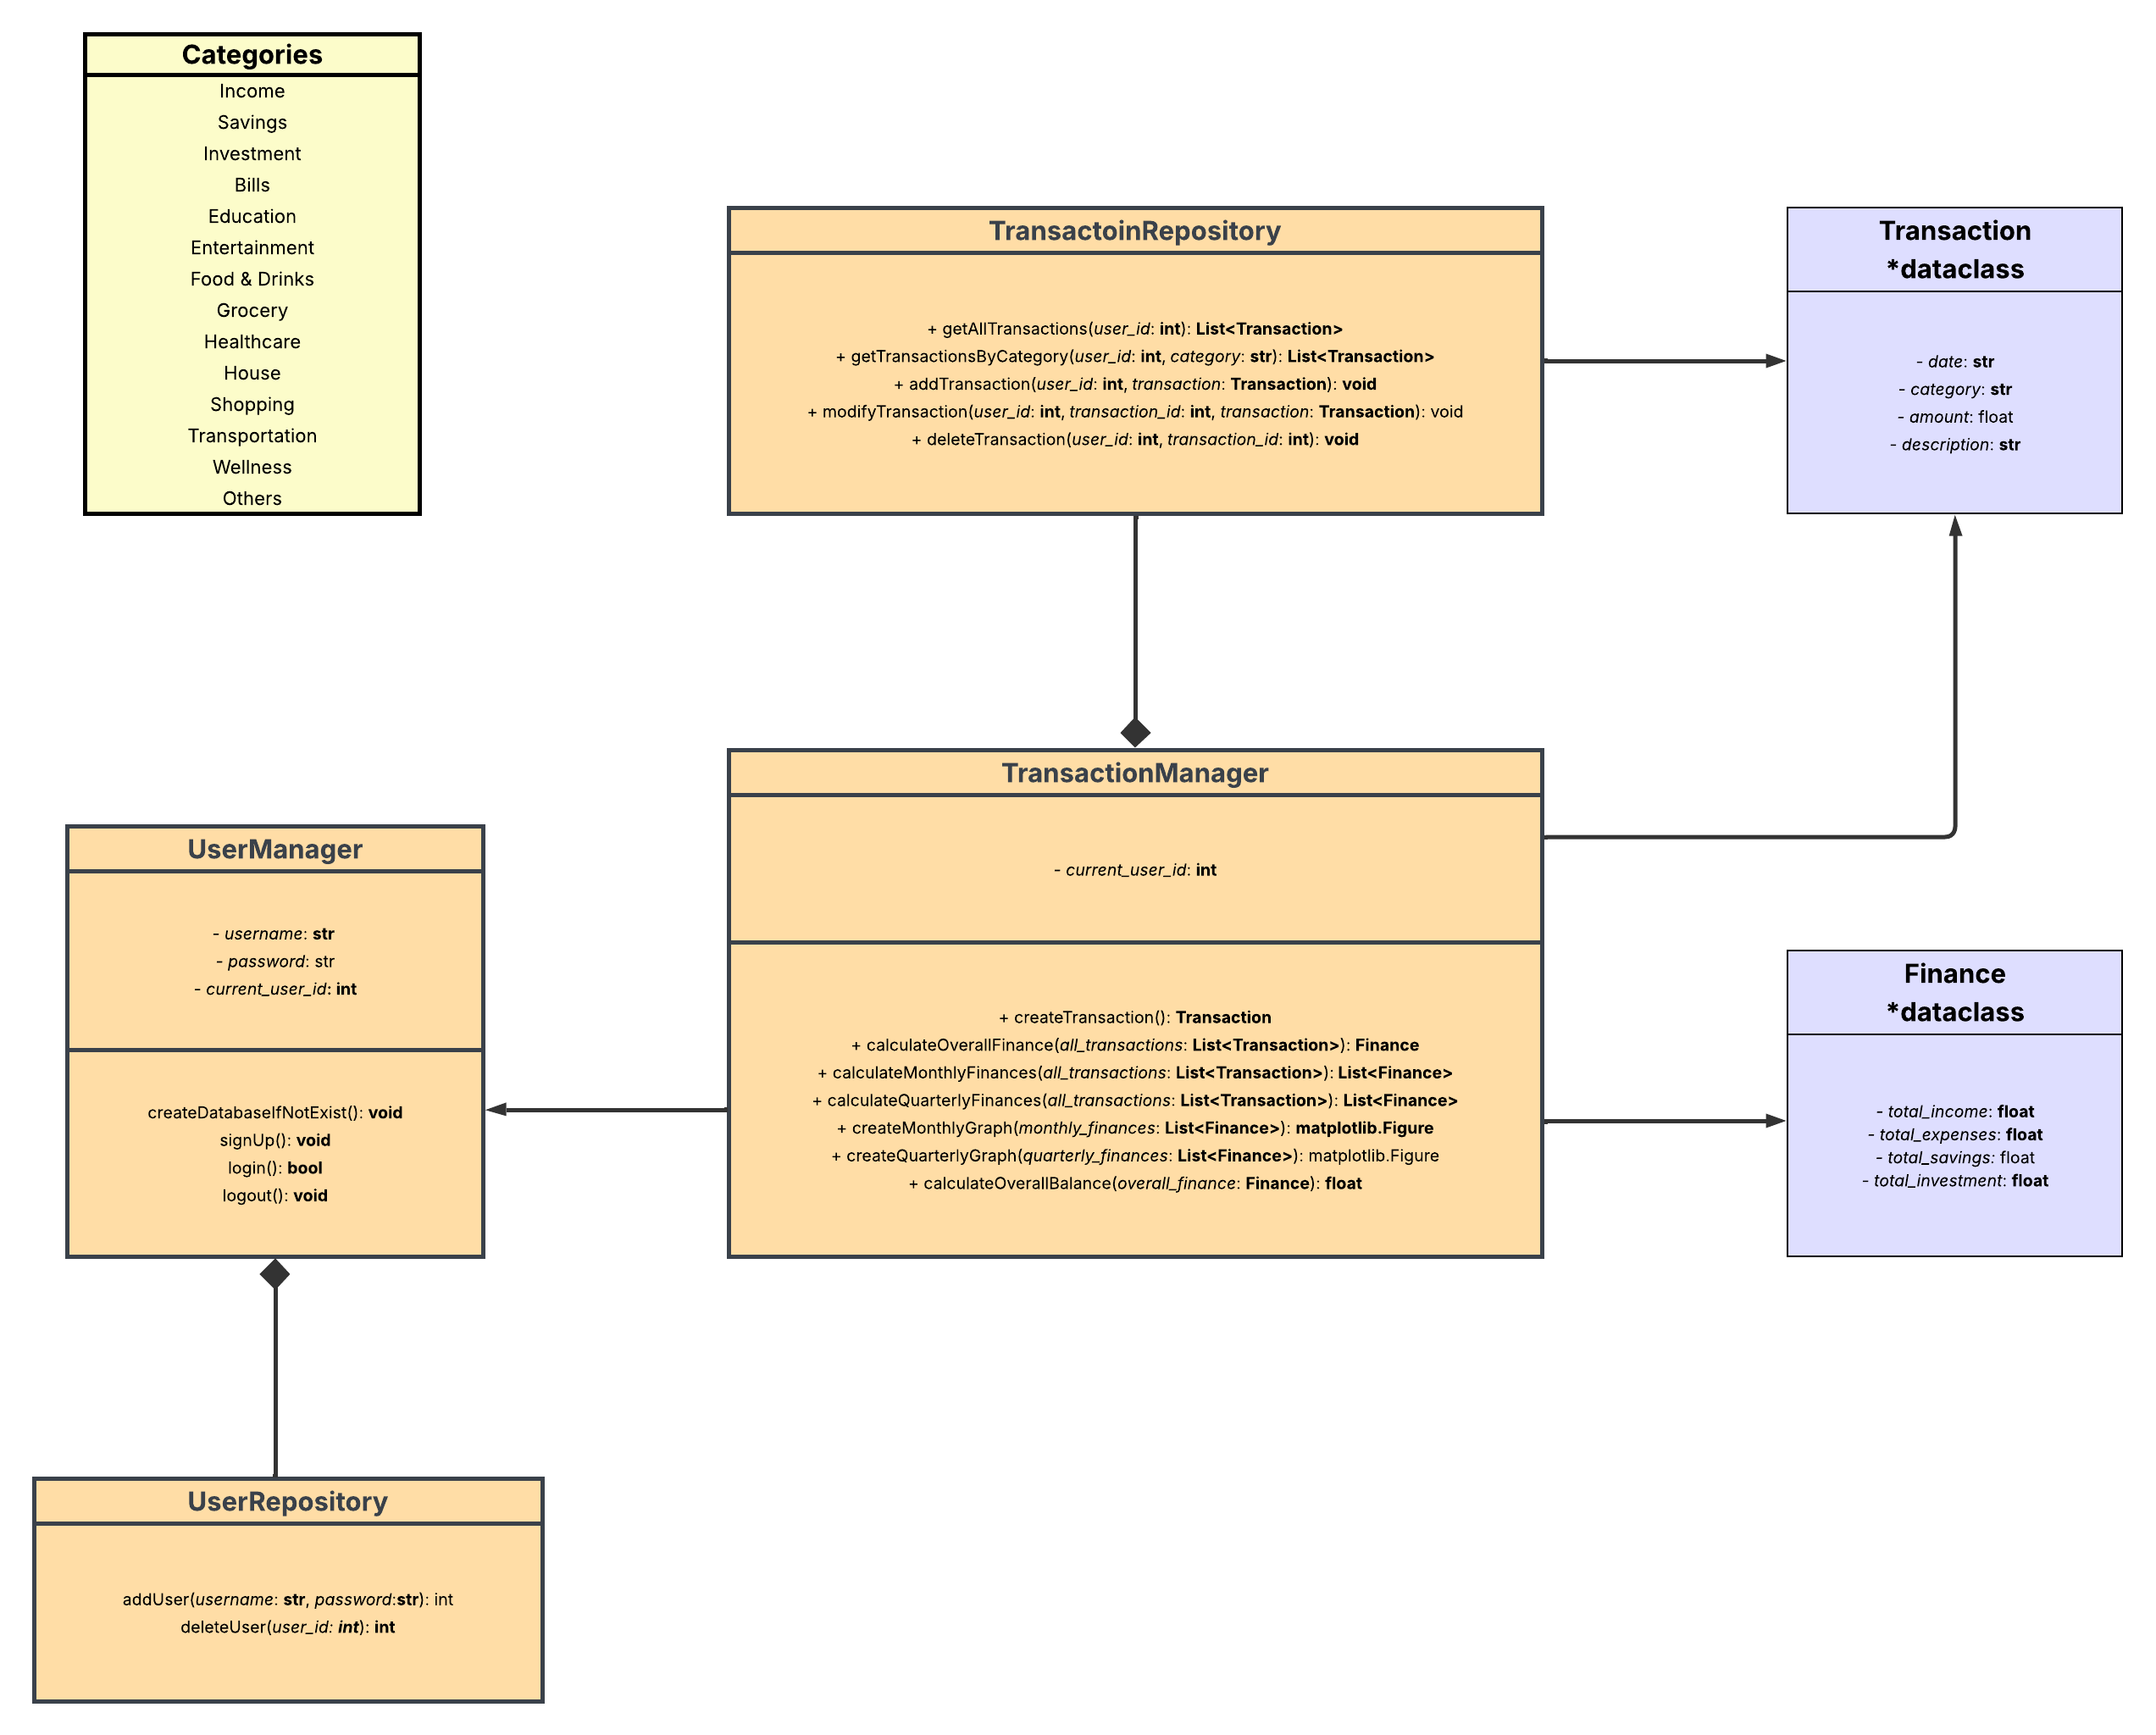 Categories
Income
Savings
Investment
Bills
Education
Entertainment
Food & Drinks
Grocery
Healthcare
House
Shopping
Transportation
Wellness
Others
TransactoinRepository
+ getAllTransactions(user_id: int): List<Transaction>
+ getTransactionsByCategory(user_id: int, category: str): List<Transaction>
+ addTransaction(user_id: int, transaction: Transaction): void
+ modifyTransaction(user_id: int, transaction_id: int, transaction: Transaction): void
+ deleteTransaction(user_id: int, transaction_id: int): void
Transaction
*dataclass
- date: str
- category: str
- amount: float
- description: str
TransactionManager
- current_user_id: int
+ createTransaction(): Transaction
+ calculateOverallFinance(all_transactions: List<Transaction>): Finance
+ calculateMonthlyFinances(all_transactions: List<Transaction>): List<Finance>
+ calculateQuarterlyFinances(all_transactions: List<Transaction>): List<Finance>
+ createMonthlyGraph(monthly_finances: List<Finance>): matplotlib.Figure
+ createQuarterlyGraph(quarterly_finances: List<Finance>): matplotlib.Figure
+ calculateOverallBalance(overall_finance: Finance): float
UserManager
- username: str
- password: str
- current_user_id: int
createDatabaseIfNotExist(): void
signUp(): void
login(): bool
logout(): void
Finance
*dataclass
- total_income: float
- total_expenses: float
- total_savings: float
- total_investment: float
UserRepository
addUser(username: str, password:str): int
deleteUser(user_id: int): int